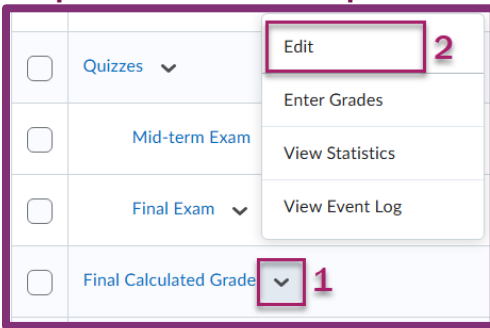 Edit
2
Quizzes
Enter Grades
Mid-term Exam
View Statistics
Final Exam
View Event Log
Final Calculated Grade
1